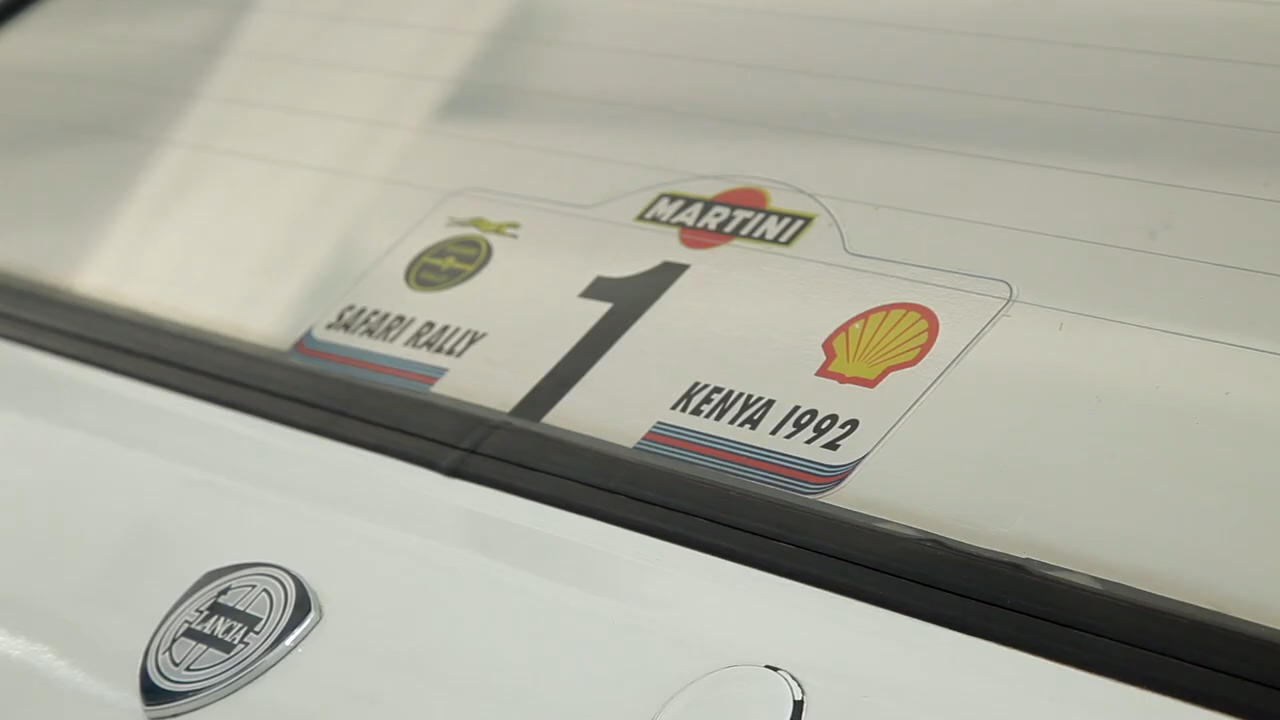 MARTINI
1
SAFARI RALLY
KENYA 1992
LANCIA